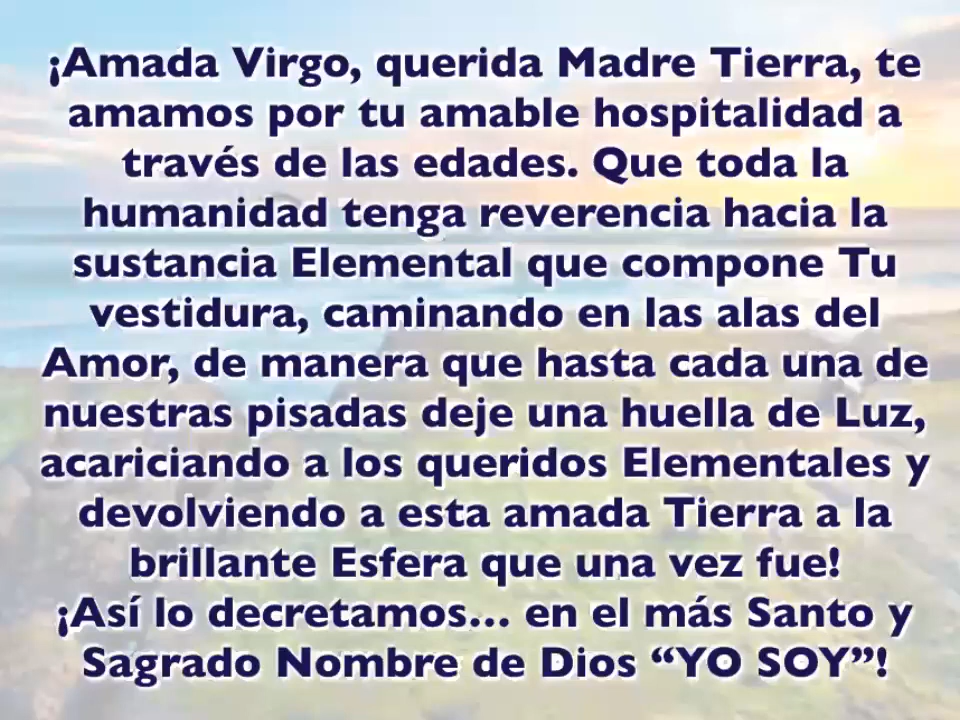 ¡Amada Virgo, querida Madre Tierra, te
amamos por tu amable hospitalidad a
través de las edades. Que toda la
humanidad tenga reverencia hacia la
sustancia Elemental que compone Tu
vestidura, caminando en las alas del
Amor, de manera que hasta cada una de
nuestras pisadas deje una huella de Luz,
acariciando a los queridos Elementales y
devolviendo a esta amada Tierra a la
brillante Esfera que una vez fue!
¡Así lo decretamos... en el más Santo y
Sagrado Nombre de Dios “YO SOY”!